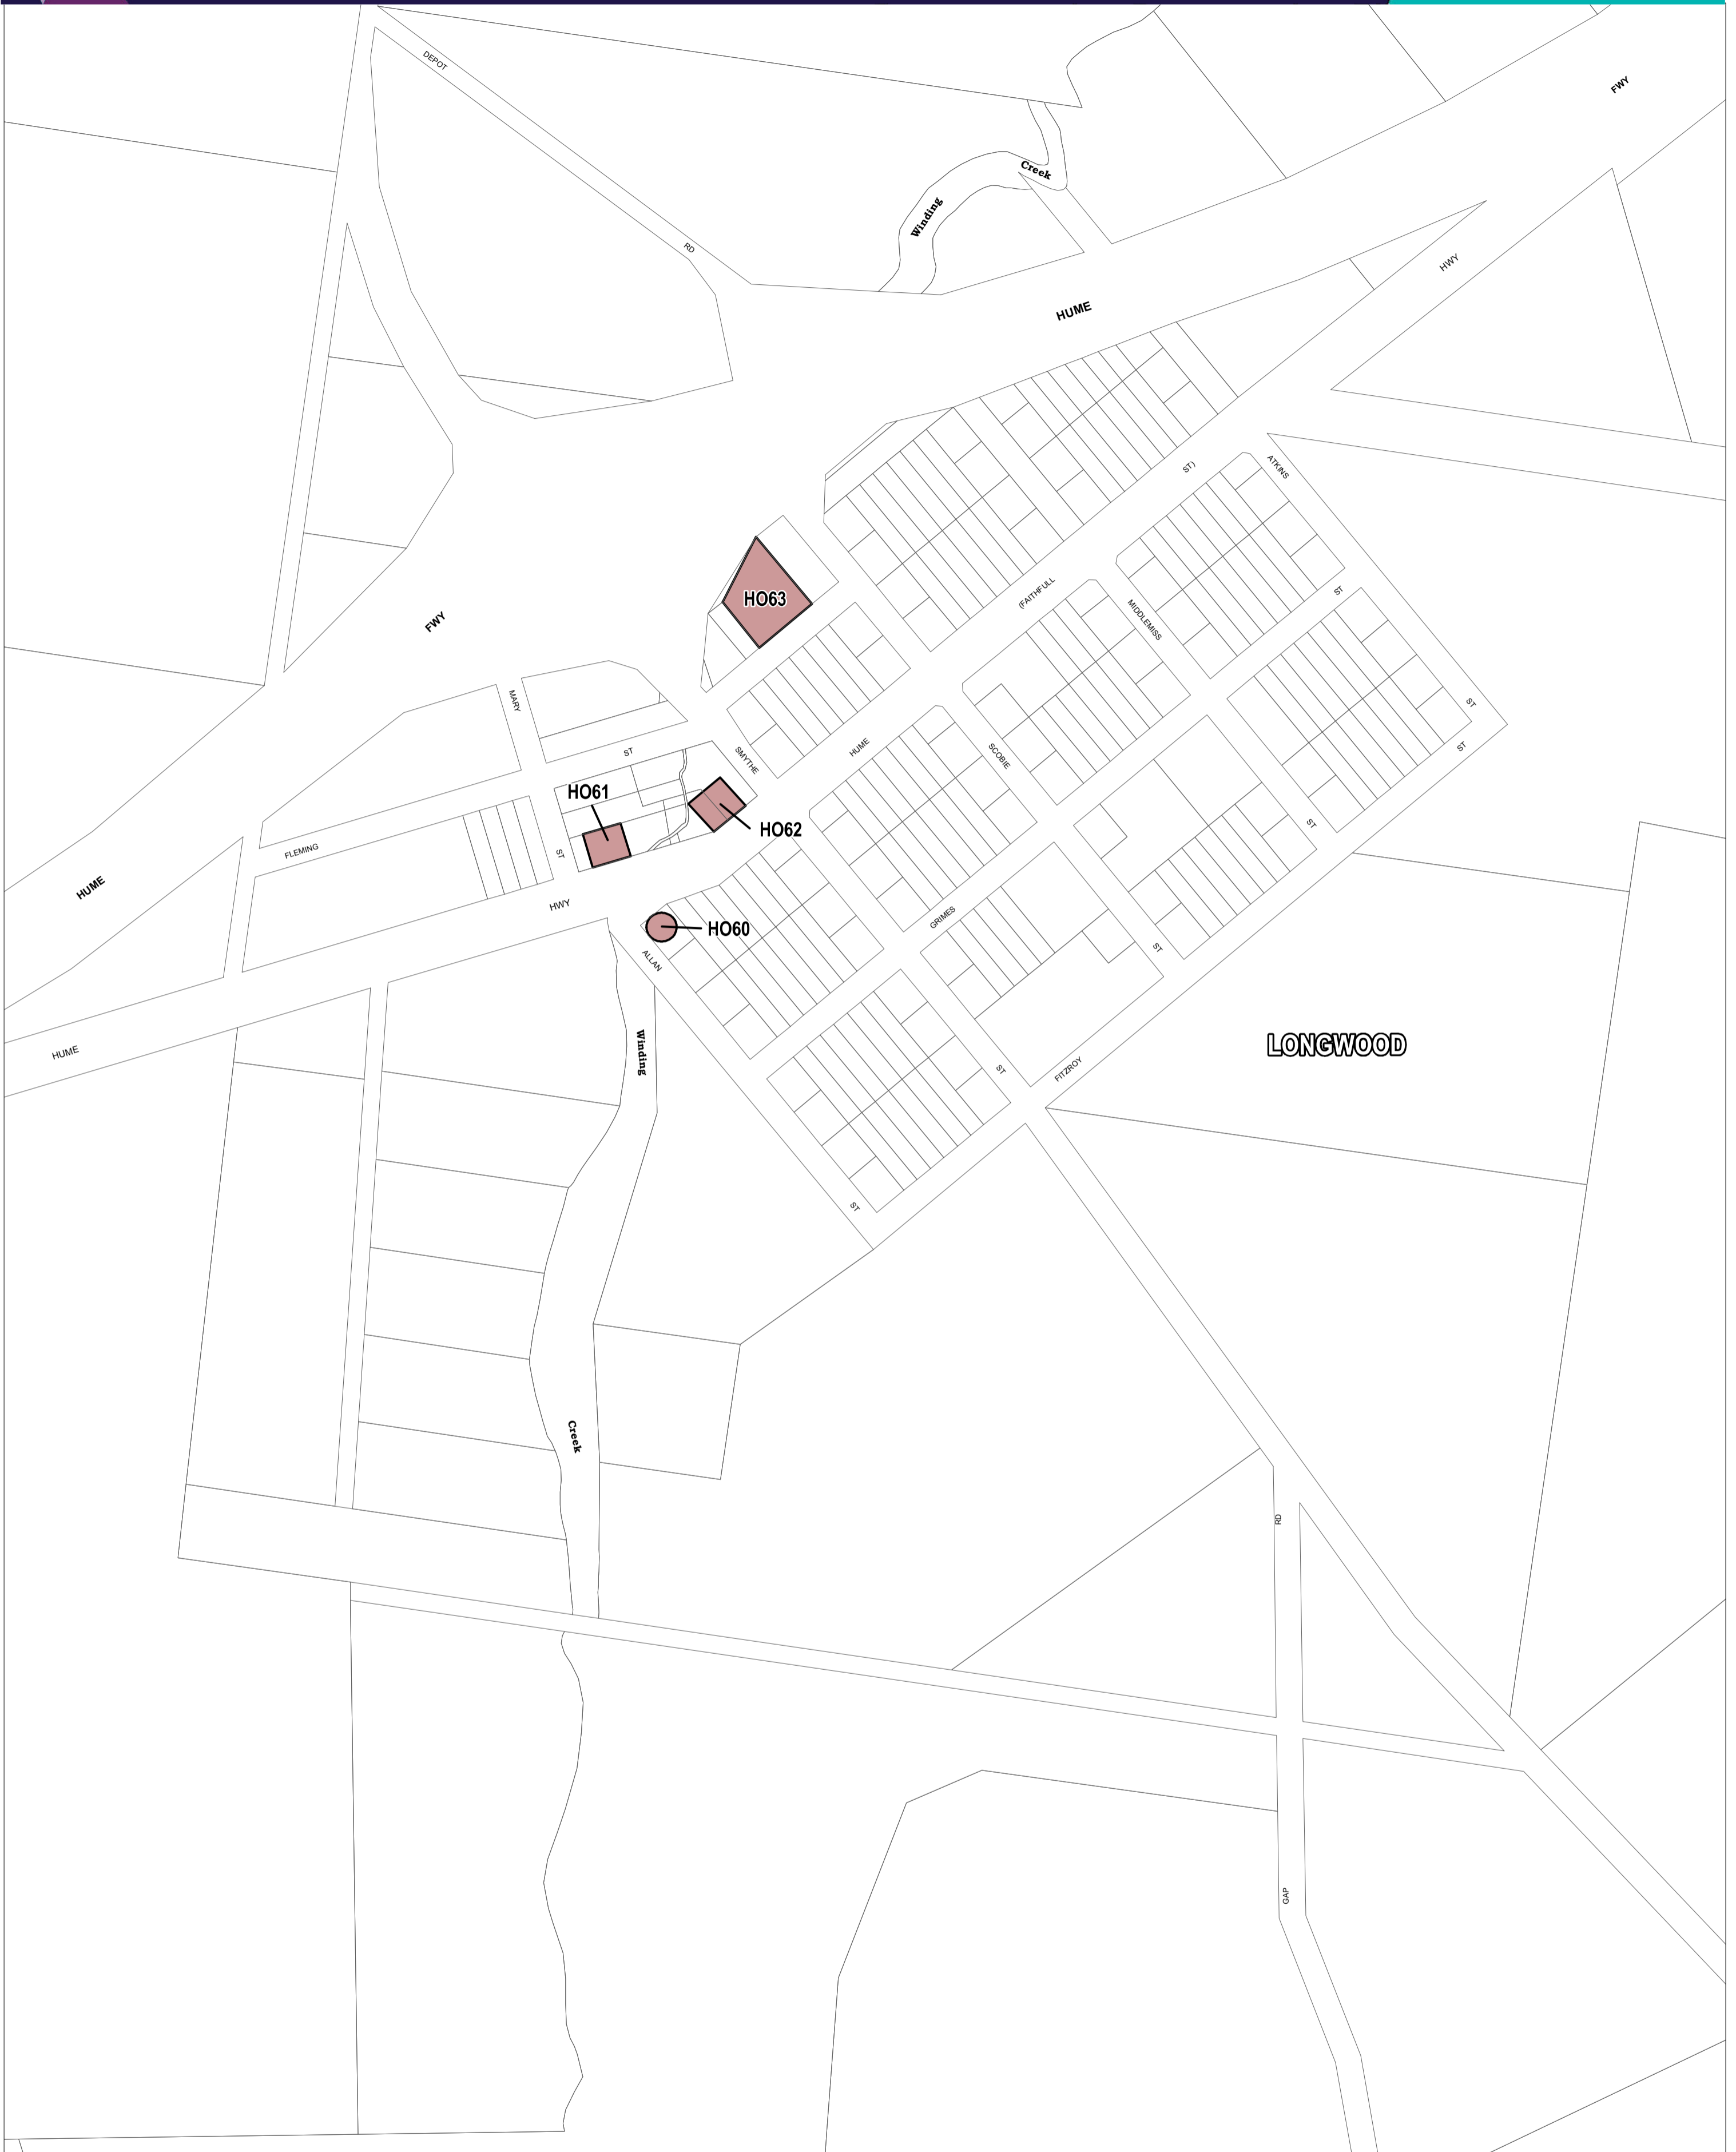 DEPOT
RD
FWY
Creek
Winding
HWY
HUME
ST)
ATKINS
(FAITHFULL
ST
MIDDLEMISS
HO63
FWY
MARY
ST
SMYTHE
HUME
SCOBIE
ST
ST
HO61
HO62
ST
FLEMING
HUME
HWY
HO60
ALLAN
GRIMES
ST
ST
HUME
Winding
LONGWOOD
FITZROY
ST
ST
Creek
RD
GAP